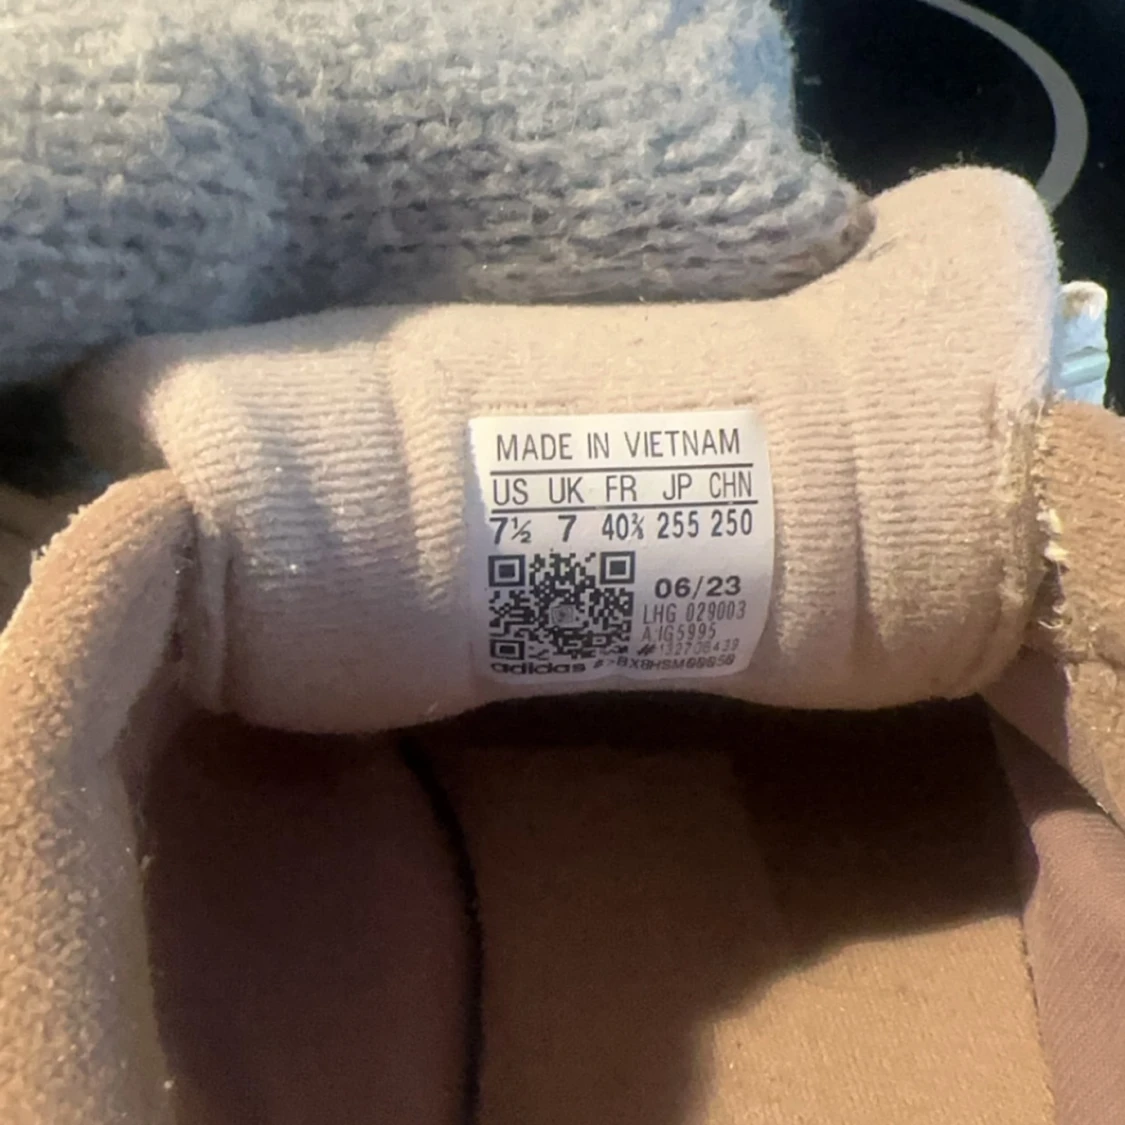 MADE IN VIETNAM
US UK FR JP CHN
7½ 7 40⅔ 255 250
06/23
LHG 029003
A IG5995
adidas